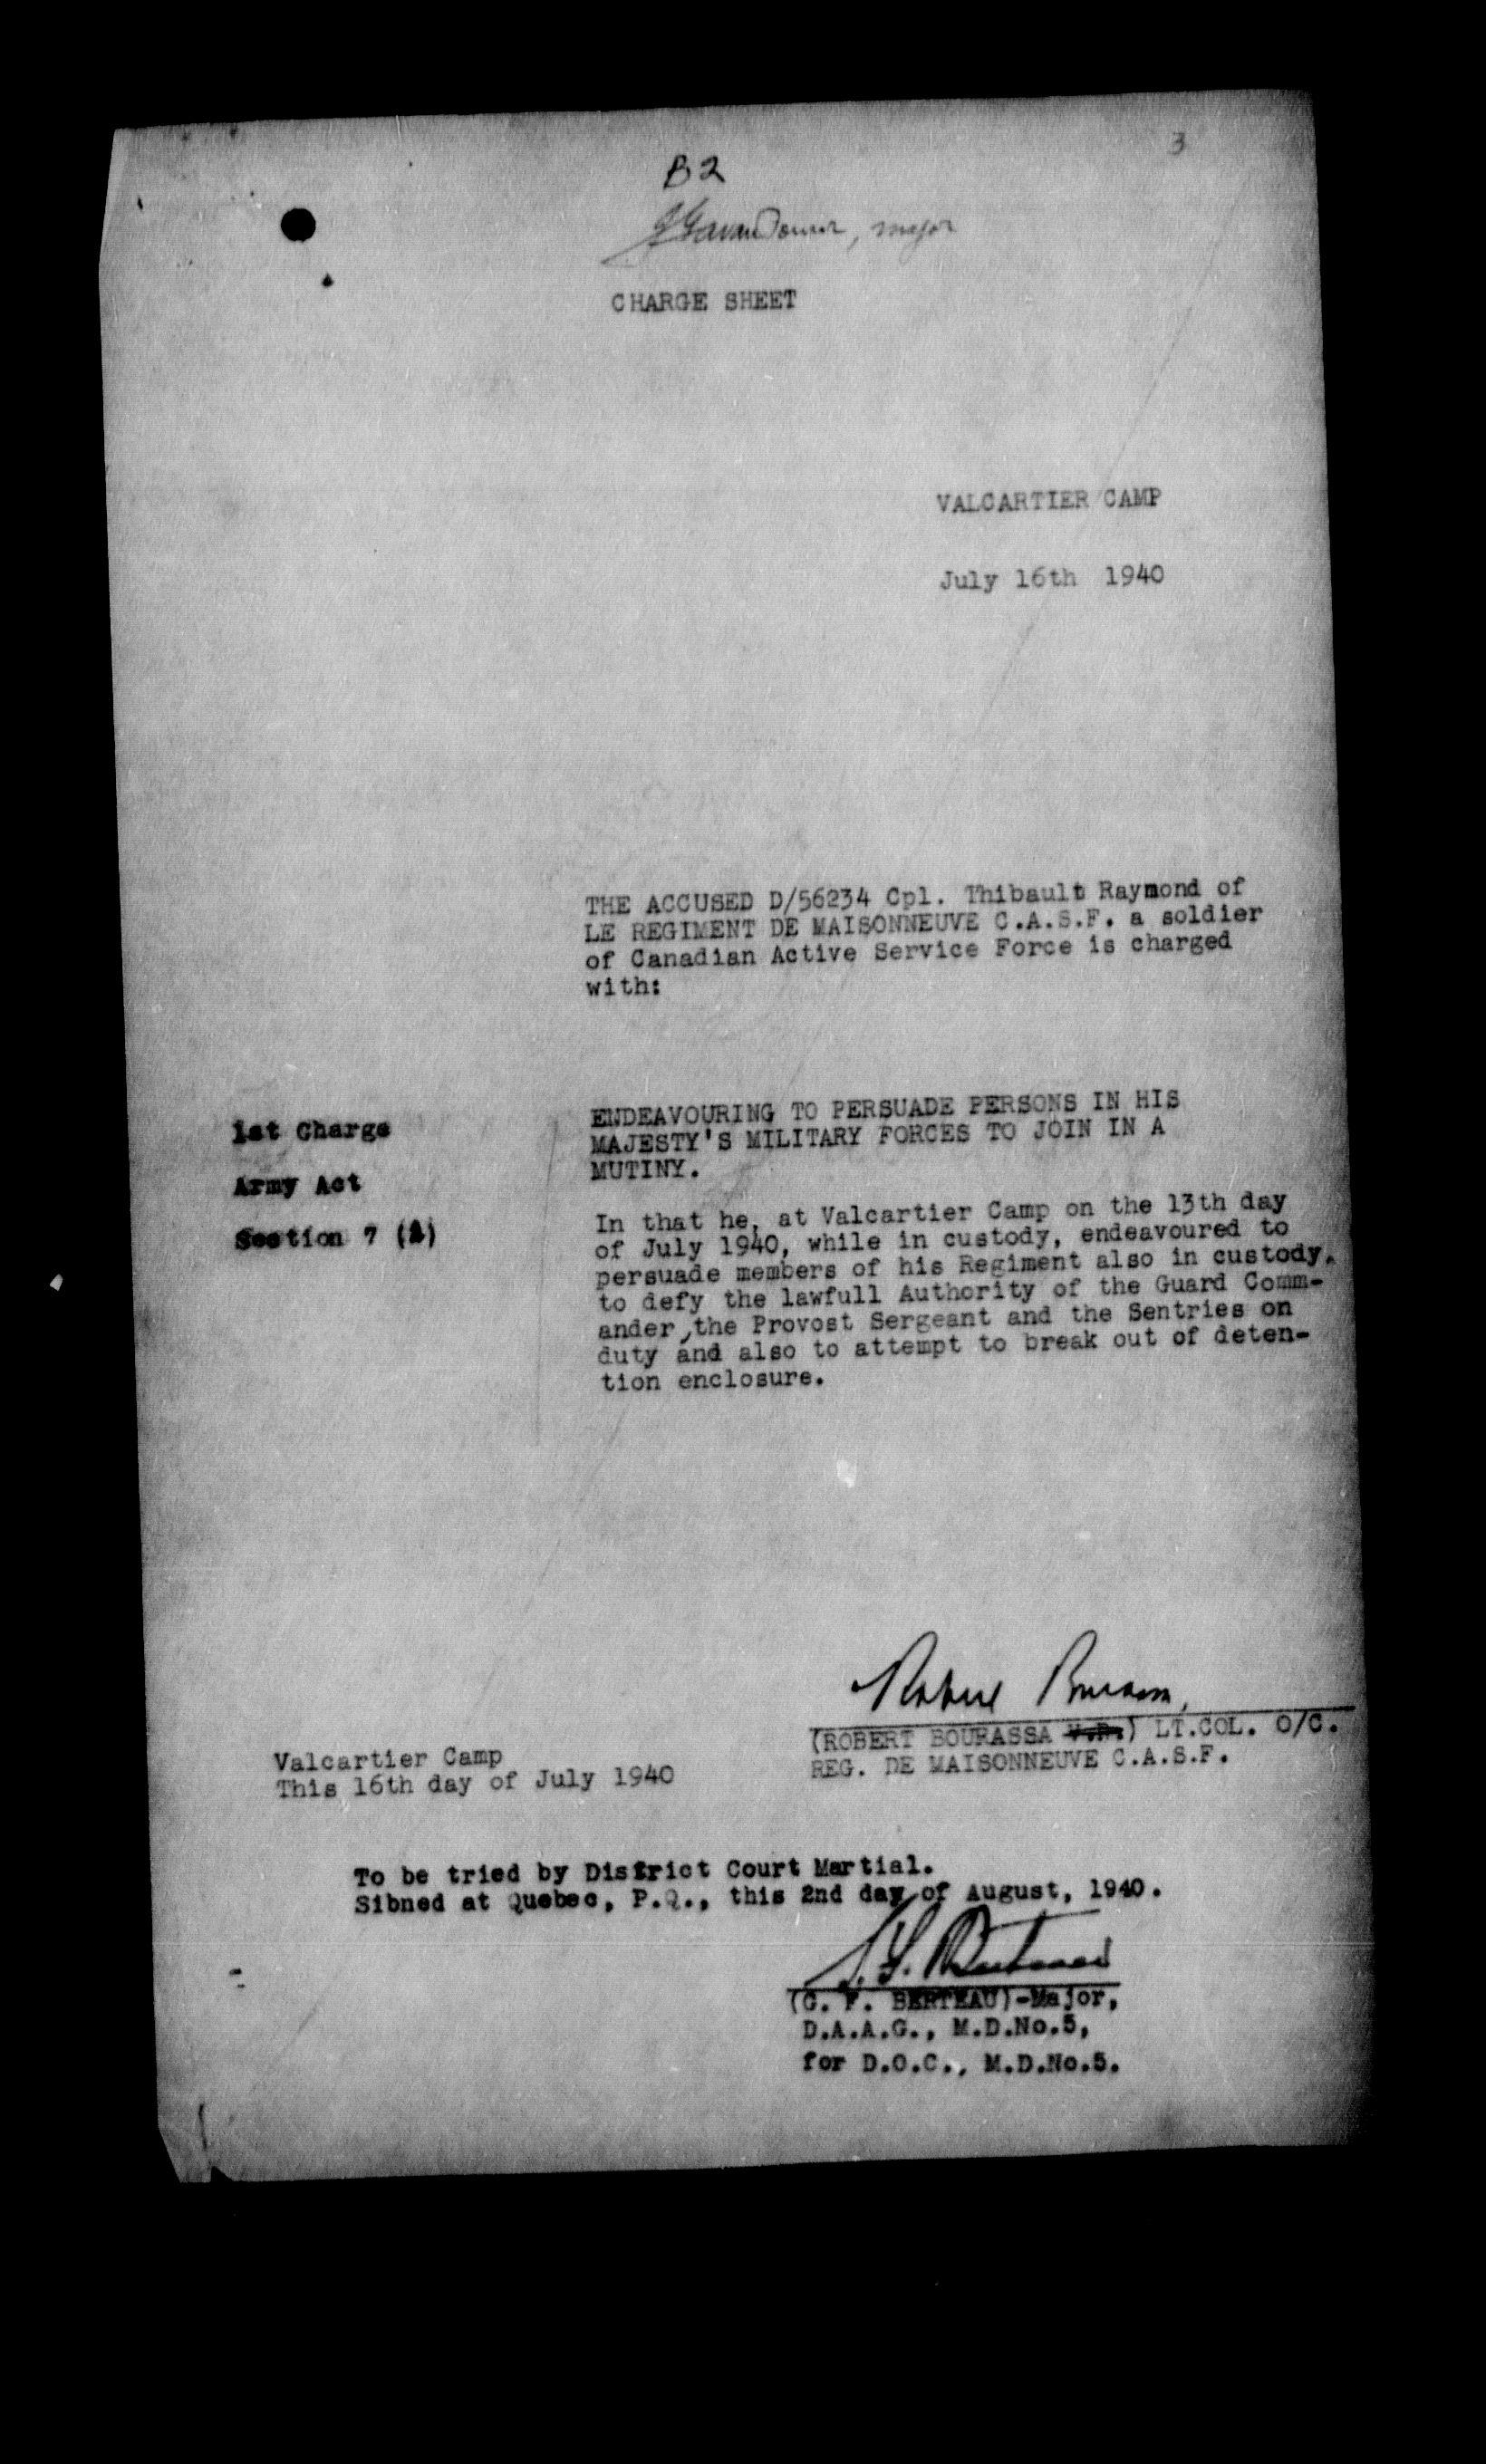 3
B2
major
CHARGE SHEET
VALCARTIER CAMP
July 16th 1940
THE ACCUSED D/56234 Cpl. Thibault Raymond of
LE REGIMENT DE MAISONNEUVE C.A.S.F. a soldier
of Canadian Active Service Force is charged
with:
1st Charge
Army Act
Section 7 (2)
ENDEAVOURING TO PERSUADE PERSONS IN HIS
MAJESTY'S MILITARY FORCES TO JOIN IN A
MUTINY.
In that he, at Valcartier Camp on the 13th day
of July 1940, while in custody, endeavoured to
persuade members of his Regiment also in custody,
to defy the lawfull Authority of the Guard Comm-
ander, the Provost Sergeant and the Sentries on
duty and also to attempt to break out of deten-
tion enclosure.
Robert Bourassa
(ROBERT BOURASSA V.D.) LT.COL. O/C.
REG. DE MAISONNEUVE C.A.S.F.
Valcartier Camp
This 16th day of July 1940
To be tried by District Court Martial.
Sibned at Quebec, P.Q., this 2nd day of August, 1940.
(G. F. BERTEAU)-Major,
D.A.A.G., M.D.No.5,
for D.O.C., M.D.No.5.